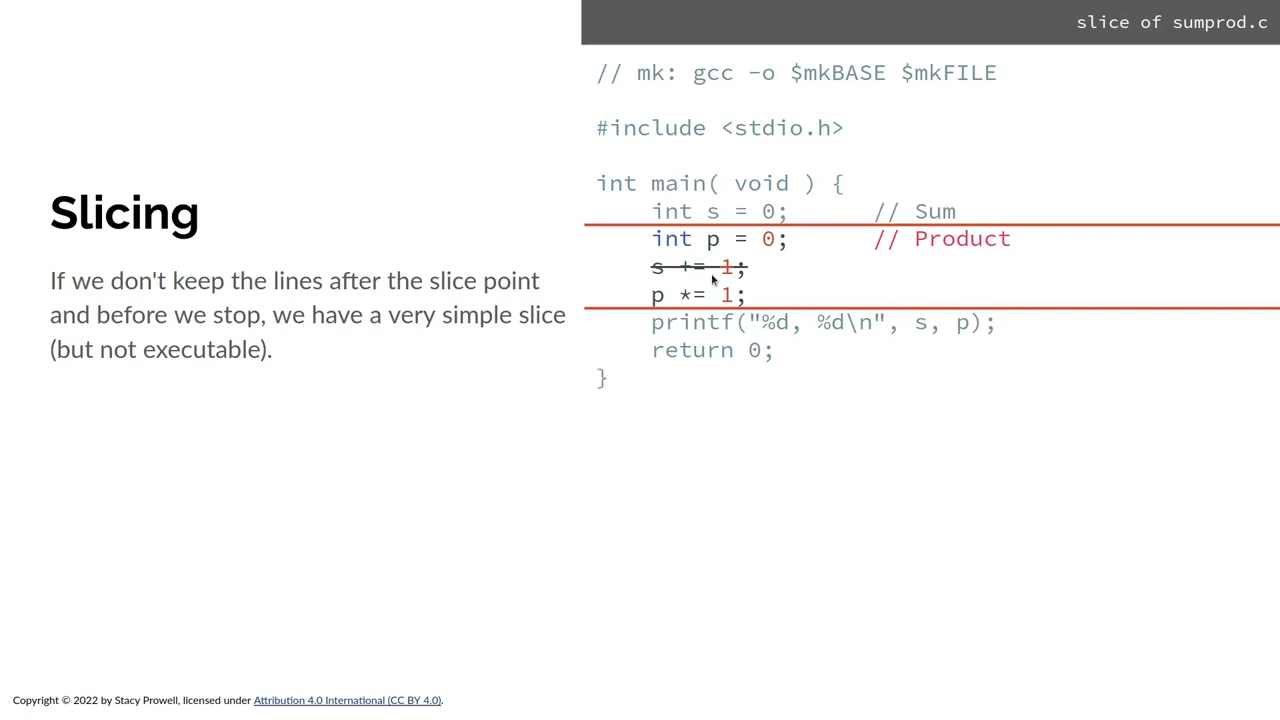 slice of sumprod.c
Slicing
If we don't keep the lines after the slice point
and before we stop, we have a very simple slice
(but not executable).
// mk: gcc -o $mkBASE $mkFILE
#include <stdio.h>
int main( void ) {
    int s = 0;      // Sum
    int p = 0;      // Product
    s += 1;
    p *= 1;
    printf("%d, %d\n", s, p);
    return 0;
}
Copyright © 2022 by Stacy Prowell, licensed under Attribution 4.0 International (CC BY 4.0).